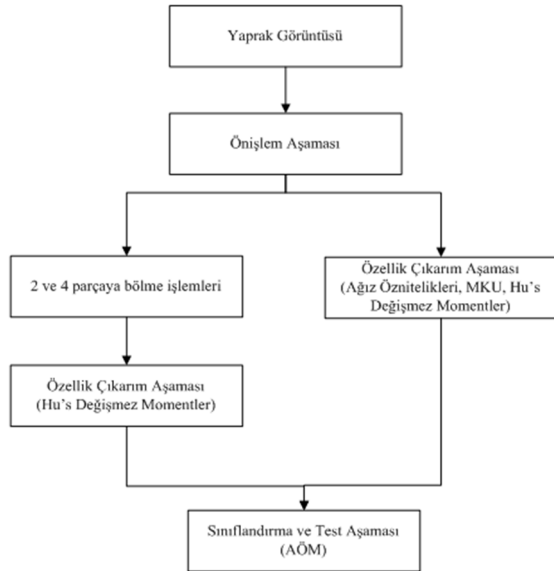 Yaprak Görüntüsü
Önişlem Aşaması
2 ve 4 parçaya bölme işlemleri
Özellik Çıkarım Aşaması
(Ağız Öznitelikleri, MKU, Hu's
Değişmez Momentler)
Özellik Çıkarım Aşaması
(Hu's Değişmez Momentler)
Sınıflandırma ve Test Aşaması
(AÖM)